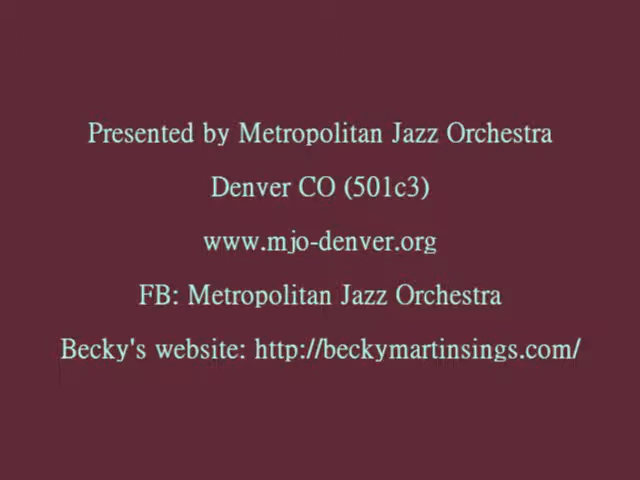 Presented by Metropolitan Jazz Orchestra
Denver CO (501c3)
www.mjo-denver.org
FB: Metropolitan Jazz Orchestra
Becky's website: http://beckymartinsings.com/